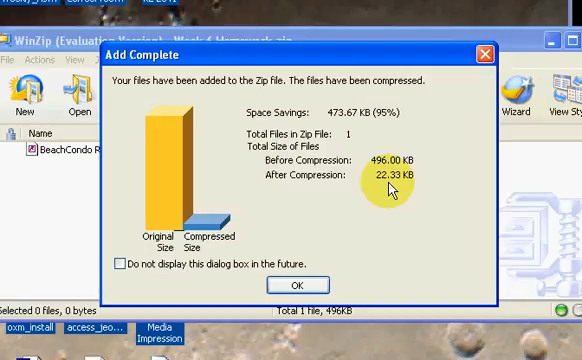 WinZip (Evaluation Version) - Week 6 Homework.zip
Add Complete
File Actions View
Your files have been added to the Zip file. The files have been compressed.
New
Open
Wizard
View Sty
Name
BeachCondo R
Space Savings: 473.67 KB (95%)
Total Files in Zip File: 1
Total Size of Files
Before Compression: 496.00 KB
After Compression: 22.33 KB
Original Size
Compressed Size
Do not display this dialog box in the future.
OK
Selected 0 files, 0 bytes
Total 1 file, 496KB
oxm_install
access_jeo...
Media Impression